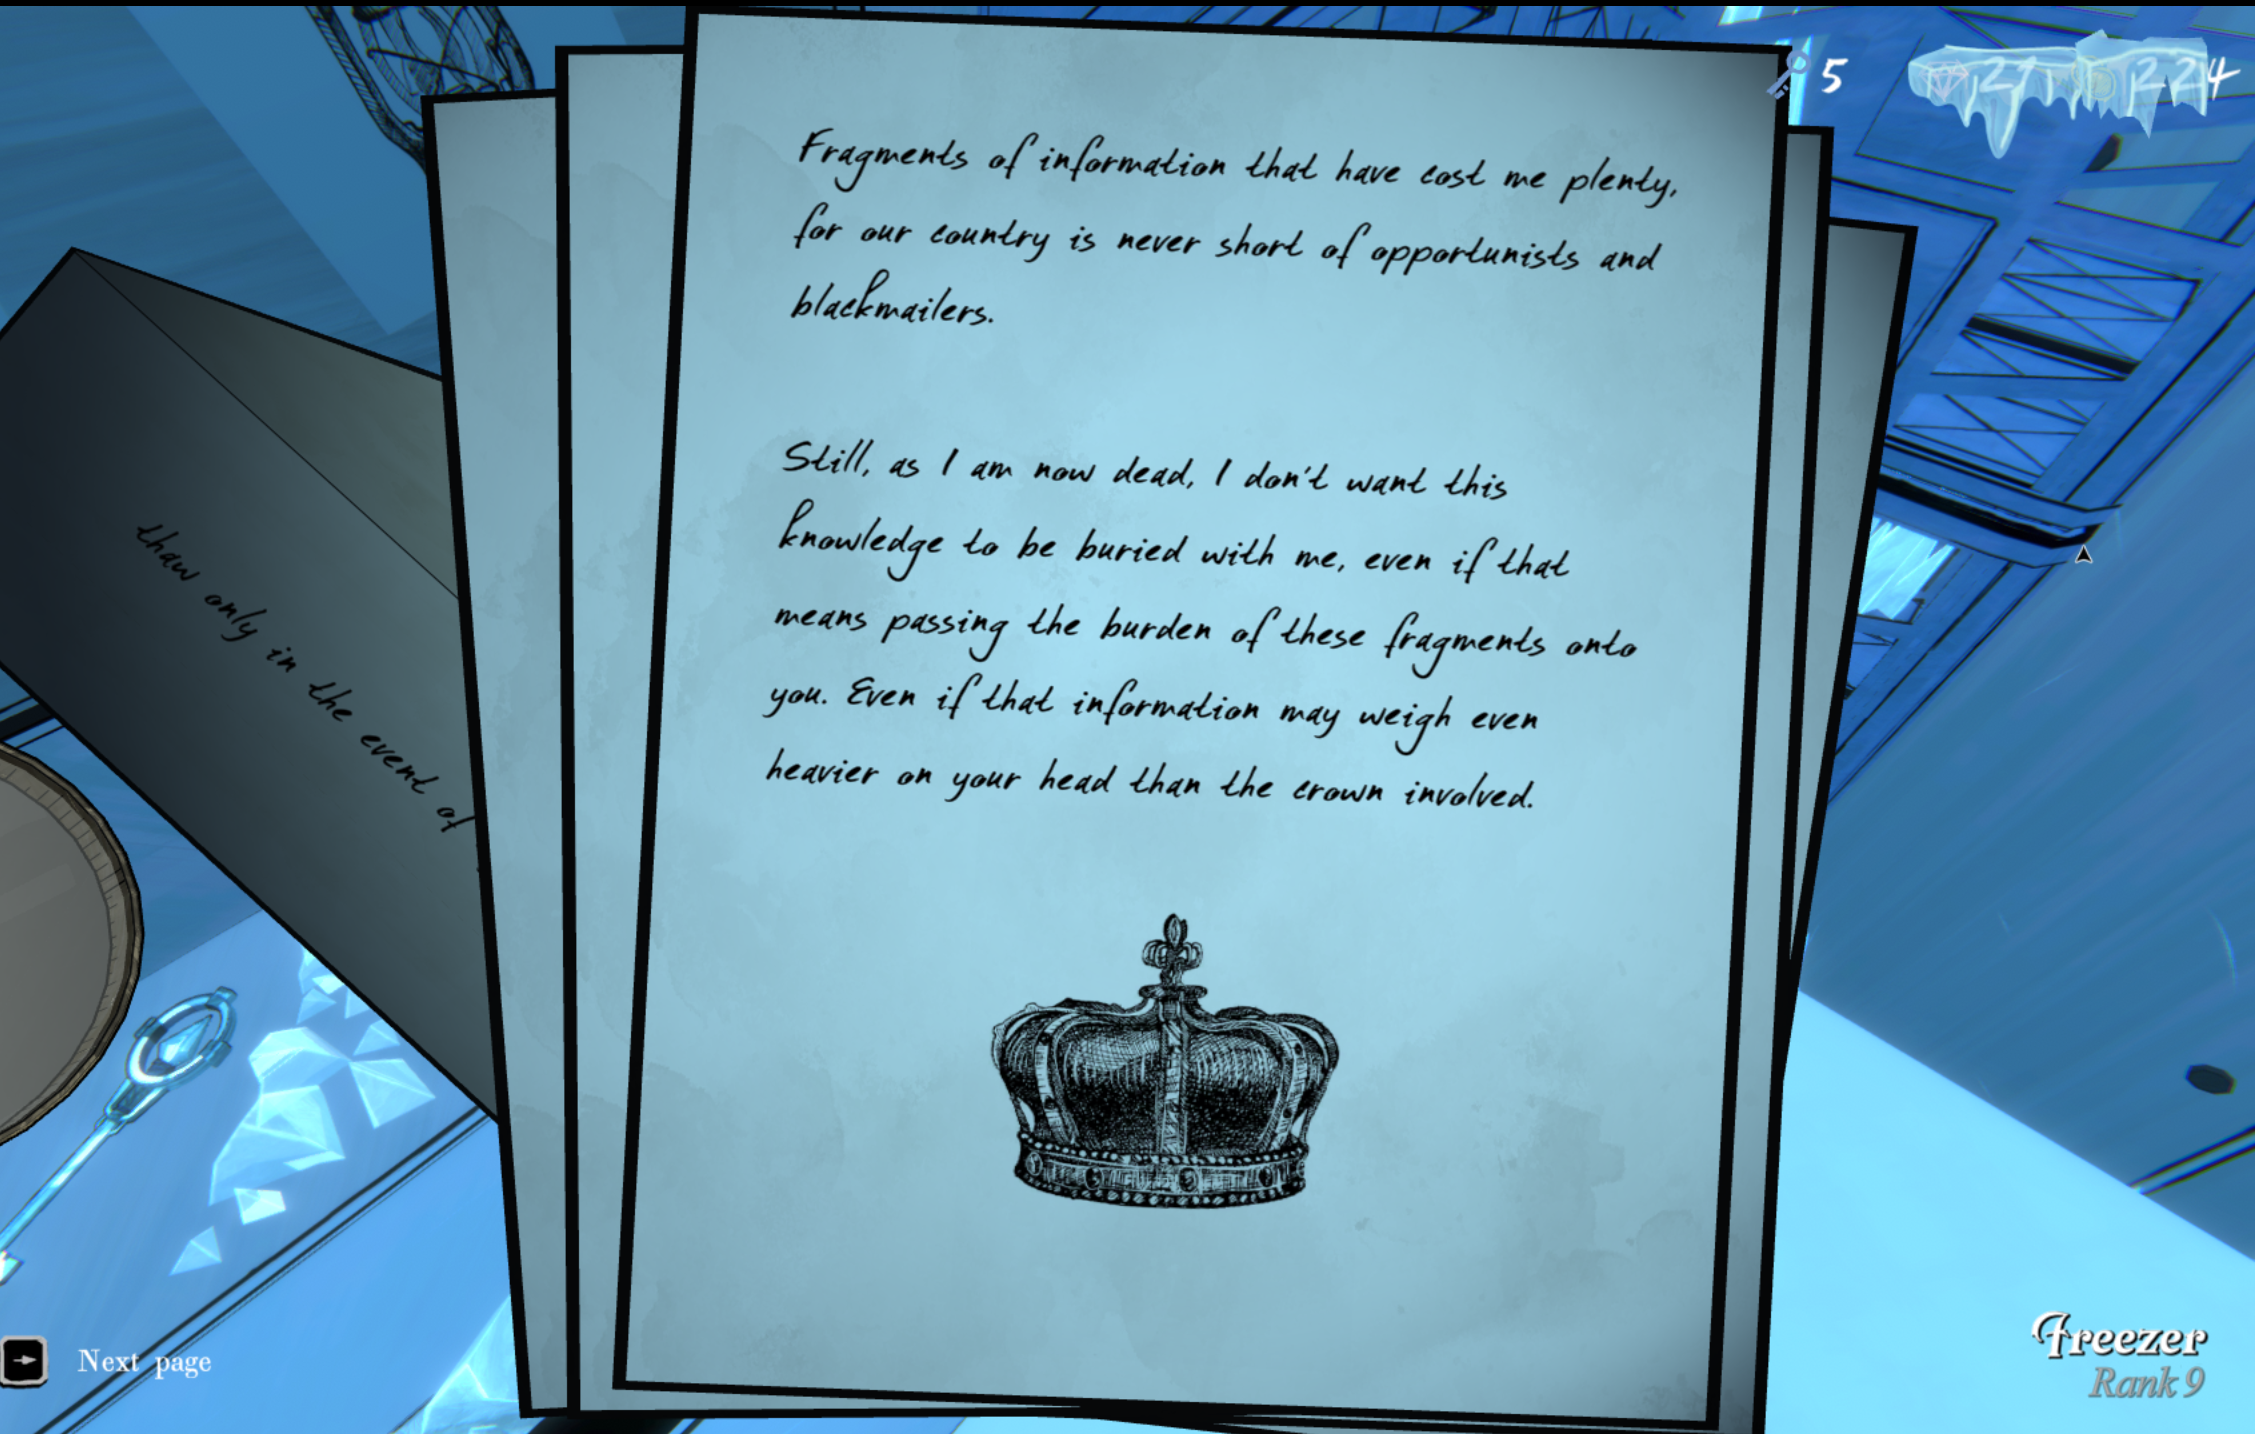 5
271
224
Fragments of information that have cost me plenty,
for our country is never short of opportunists and
blackmailers.
Still, as I am now dead, I don't want this
knowledge to be buried with me, even if that
means passing the burden of these fragments onto
you. Even if that information may weigh even
heavier on your head than the crown involved.
thaw only in the event of
Next page
Freezer
Rank 9